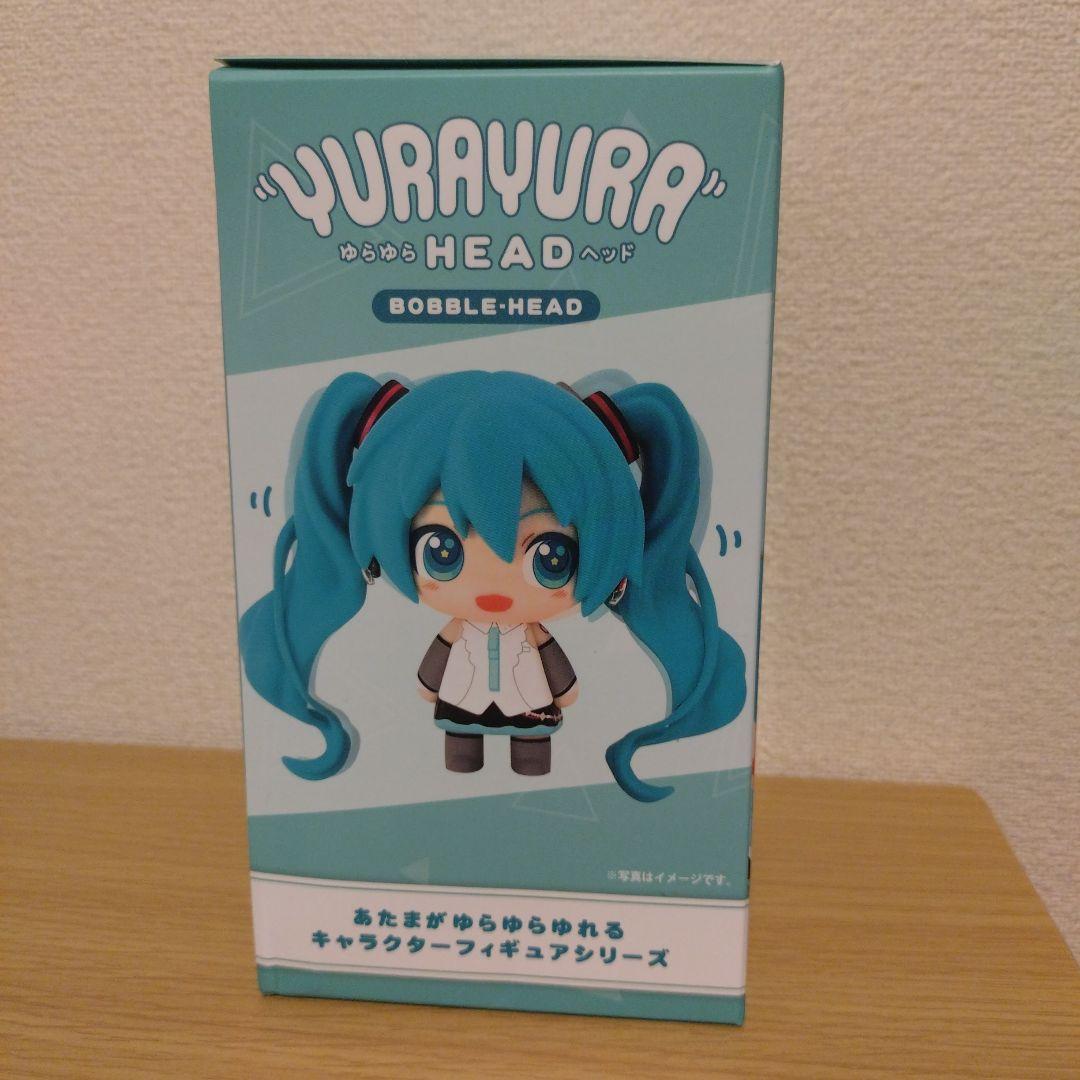 YURAYURA
ゆらゆら HEAD ヘッド
BOBBLE-HEAD
※写真はイメージです。
あたまがゆらゆらゆれる
キャラクターフィギュアシリーズ